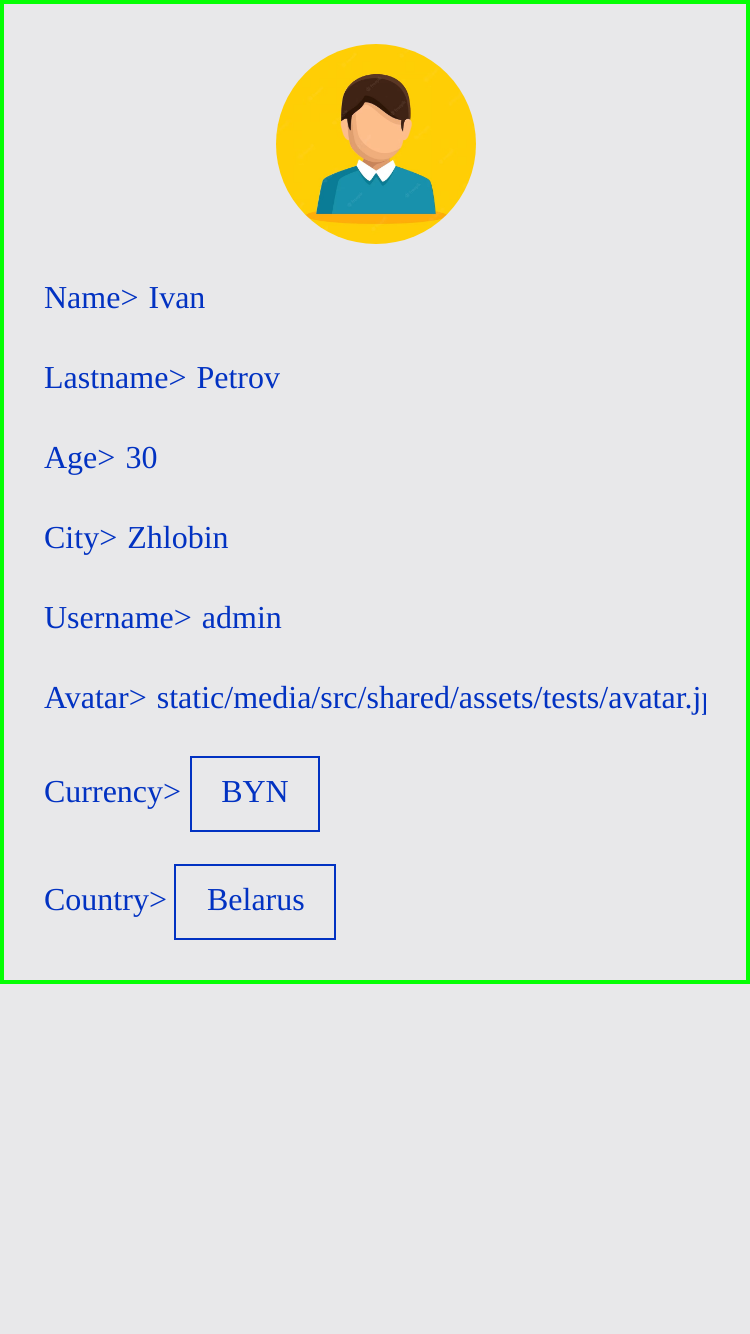 Name> Ivan
Lastname> Petrov
Age> 30
City> Zhlobin
Username> admin
Avatar> static/media/src/shared/assets/tests/avatar.j
Currency> BYN
Country> Belarus